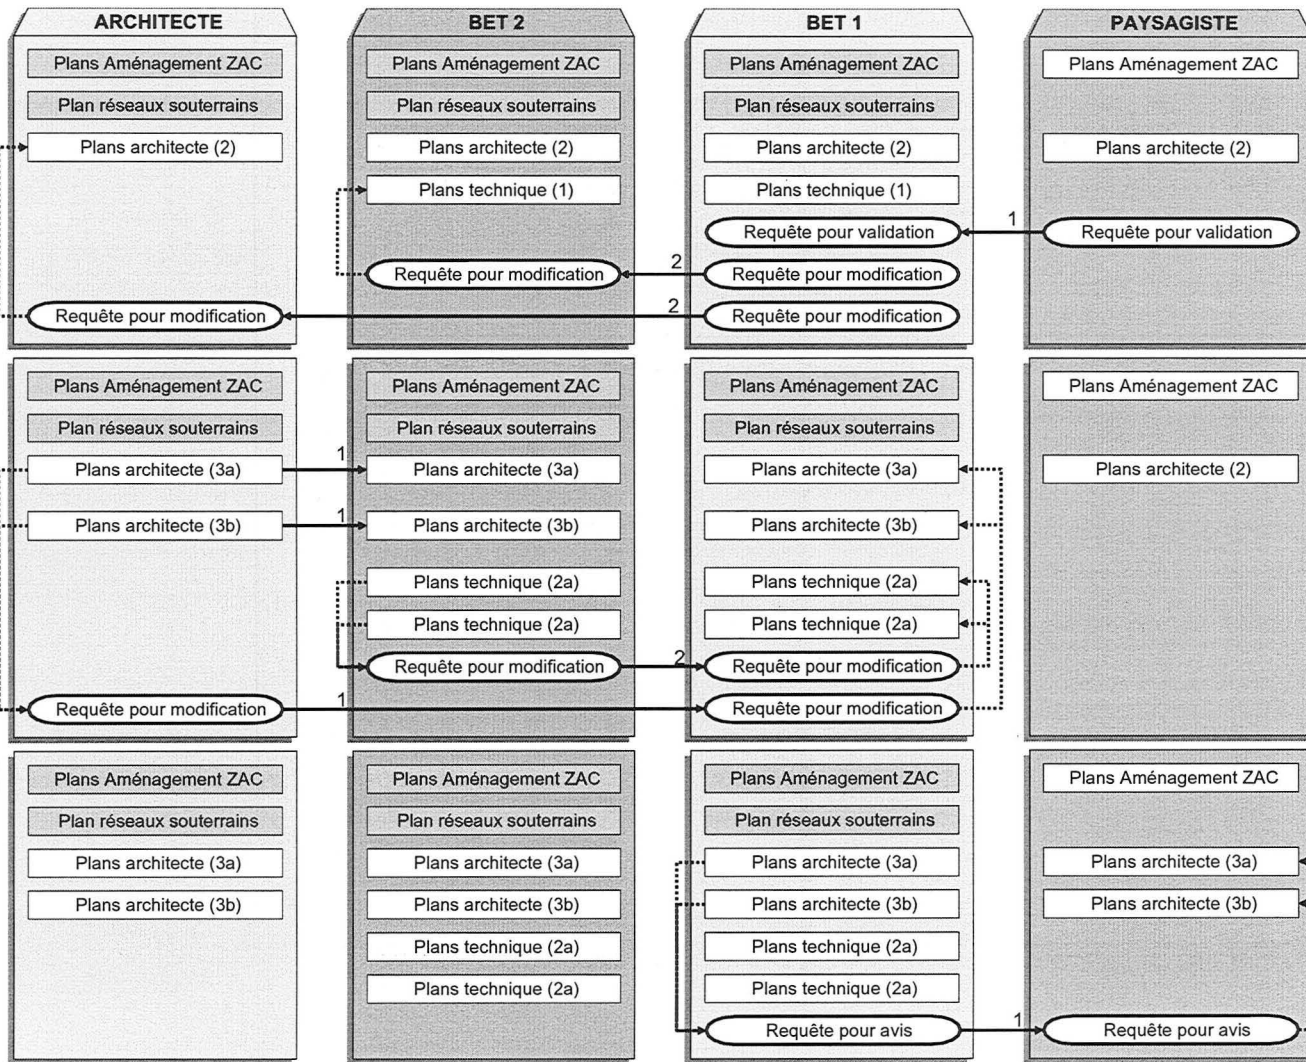 ARCHITECTE
BET 2
BET 1
PAYSAGISTE
Plans Aménagement ZAC
Plans Aménagement ZAC
Plans Aménagement ZAC
Plans Aménagement ZAC
Plan réseaux souterrains
Plan réseaux souterrains
Plan réseaux souterrains
Plans architecte (2)
Plans architecte (2)
Plans architecte (2)
Plans architecte (2)
Plans technique (1)
Plans technique (1)
Requête pour validation
1
Requête pour validation
Requête pour modification
2
Requête pour modification
Requête pour modification
2
Requête pour modification
Plans Aménagement ZAC
Plans Aménagement ZAC
Plans Aménagement ZAC
Plans Aménagement ZAC
Plan réseaux souterrains
Plan réseaux souterrains
Plan réseaux souterrains
Plans architecte (3a)
1
Plans architecte (3a)
Plans architecte (3a)
Plans architecte (2)
Plans architecte (3b)
1
Plans architecte (3b)
Plans architecte (3b)
Plans technique (2a)
Plans technique (2a)
Plans technique (2a)
Plans technique (2a)
Requête pour modification
2
Requête pour modification
Requête pour modification
1
Requête pour modification
Plans Aménagement ZAC
Plans Aménagement ZAC
Plans Aménagement ZAC
Plans Aménagement ZAC
Plan réseaux souterrains
Plan réseaux souterrains
Plan réseaux souterrains
Plans architecte (3a)
Plans architecte (3a)
Plans architecte (3a)
Plans architecte (3a)
Plans architecte (3b)
Plans architecte (3b)
Plans architecte (3b)
Plans architecte (3b)
Plans technique (2a)
Plans technique (2a)
Plans technique (2a)
Plans technique (2a)
Requête pour avis
1
Requête pour avis